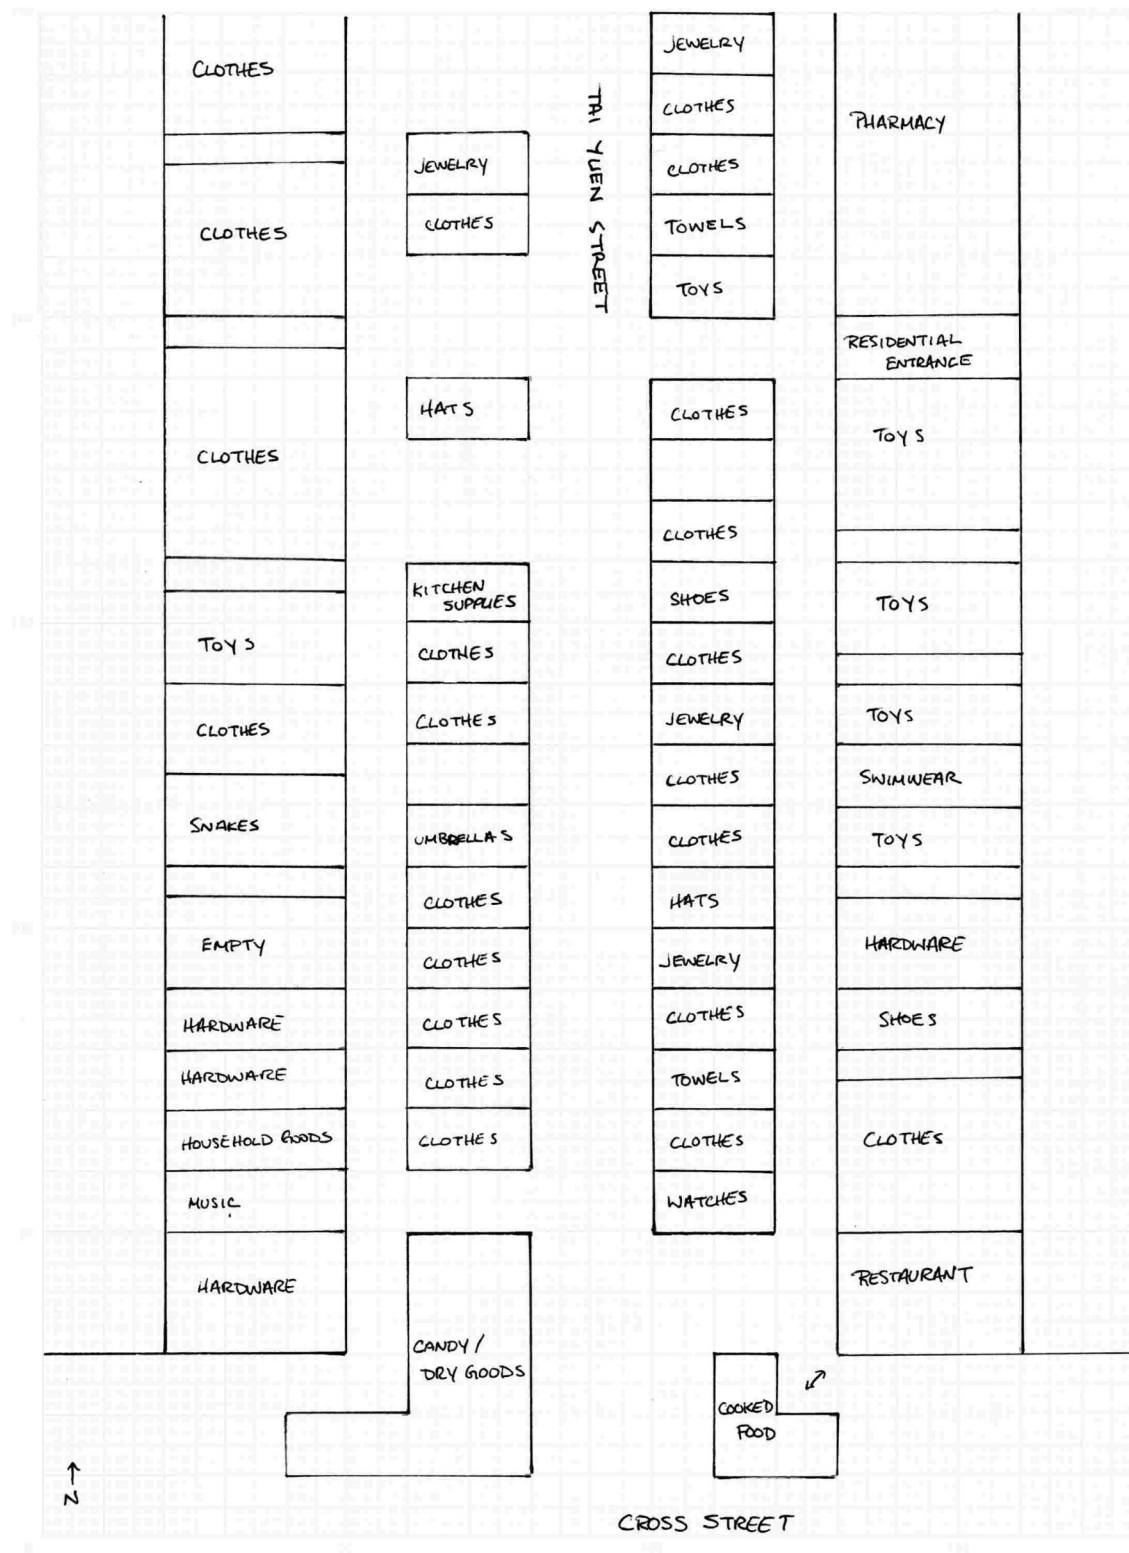 CLOTHES
CLOTHES
CLOTHES
TOYS
CLOTHES
SNAKES
EMPTY
HARDWARE
HARDWARE
HOUSEHOLD GOODS
MUSIC
HARDWARE
JEWELRY
CLOTHES
HATS
KITCHEN
SUPPLIES
CLOTHES
CLOTHES
UMBRELLAS
CLOTHES
CLOTHES
CLOTHES
CLOTHES
CLOTHES
CANDY /
DRY GOODS
TAI YUEN STREET
JEWELRY
CLOTHES
CLOTHES
TOWELS
TOYS
CLOTHES
CLOTHES
SHOES
CLOTHES
JEWELRY
CLOTHES
CLOTHES
HATS
JEWELRY
CLOTHES
TOWELS
CLOTHES
WATCHES
COOKED
FOOD
PHARMACY
RESIDENTIAL
ENTRANCE
TOYS
TOYS
TOYS
SWIMWEAR
TOYS
HARDWARE
SHOES
CLOTHES
RESTAURANT
N
CROSS STREET